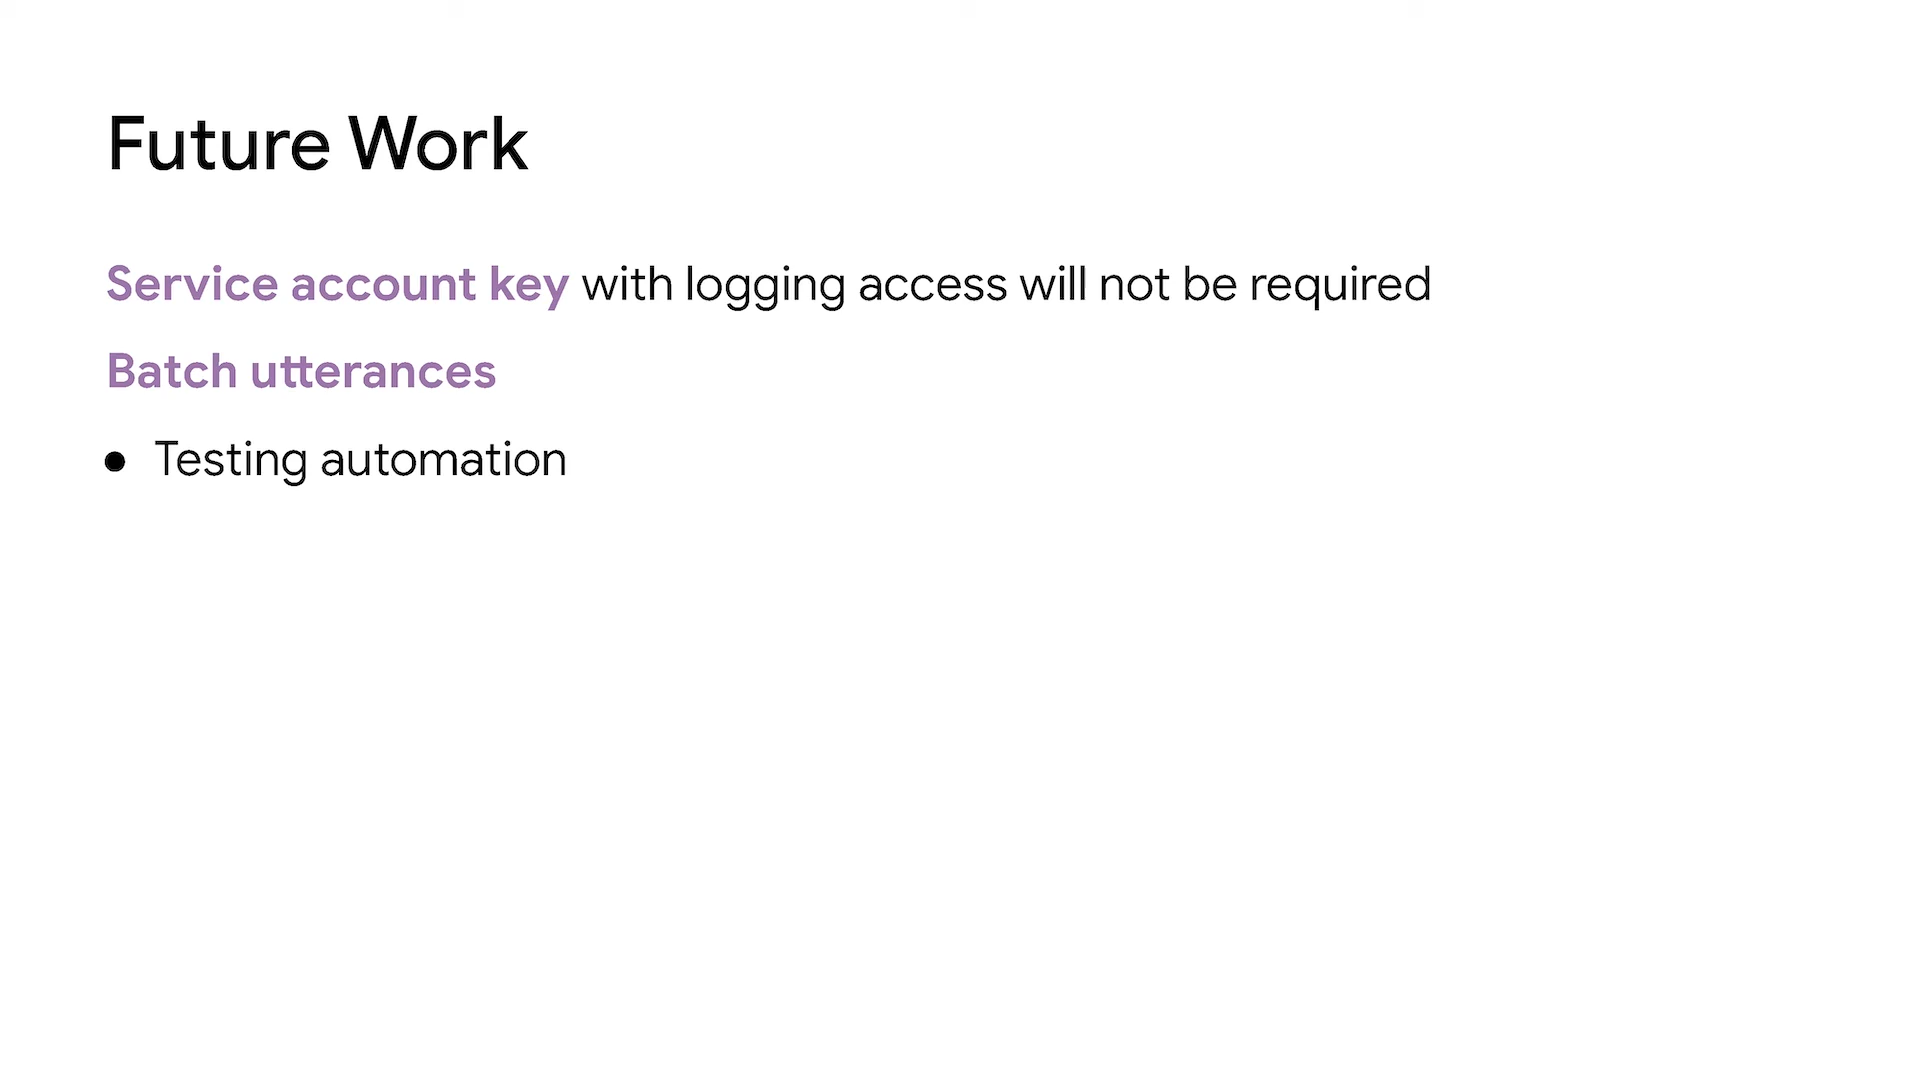 Future Work
Service account key with logging access will not be required
Batch utterances
● Testing automation